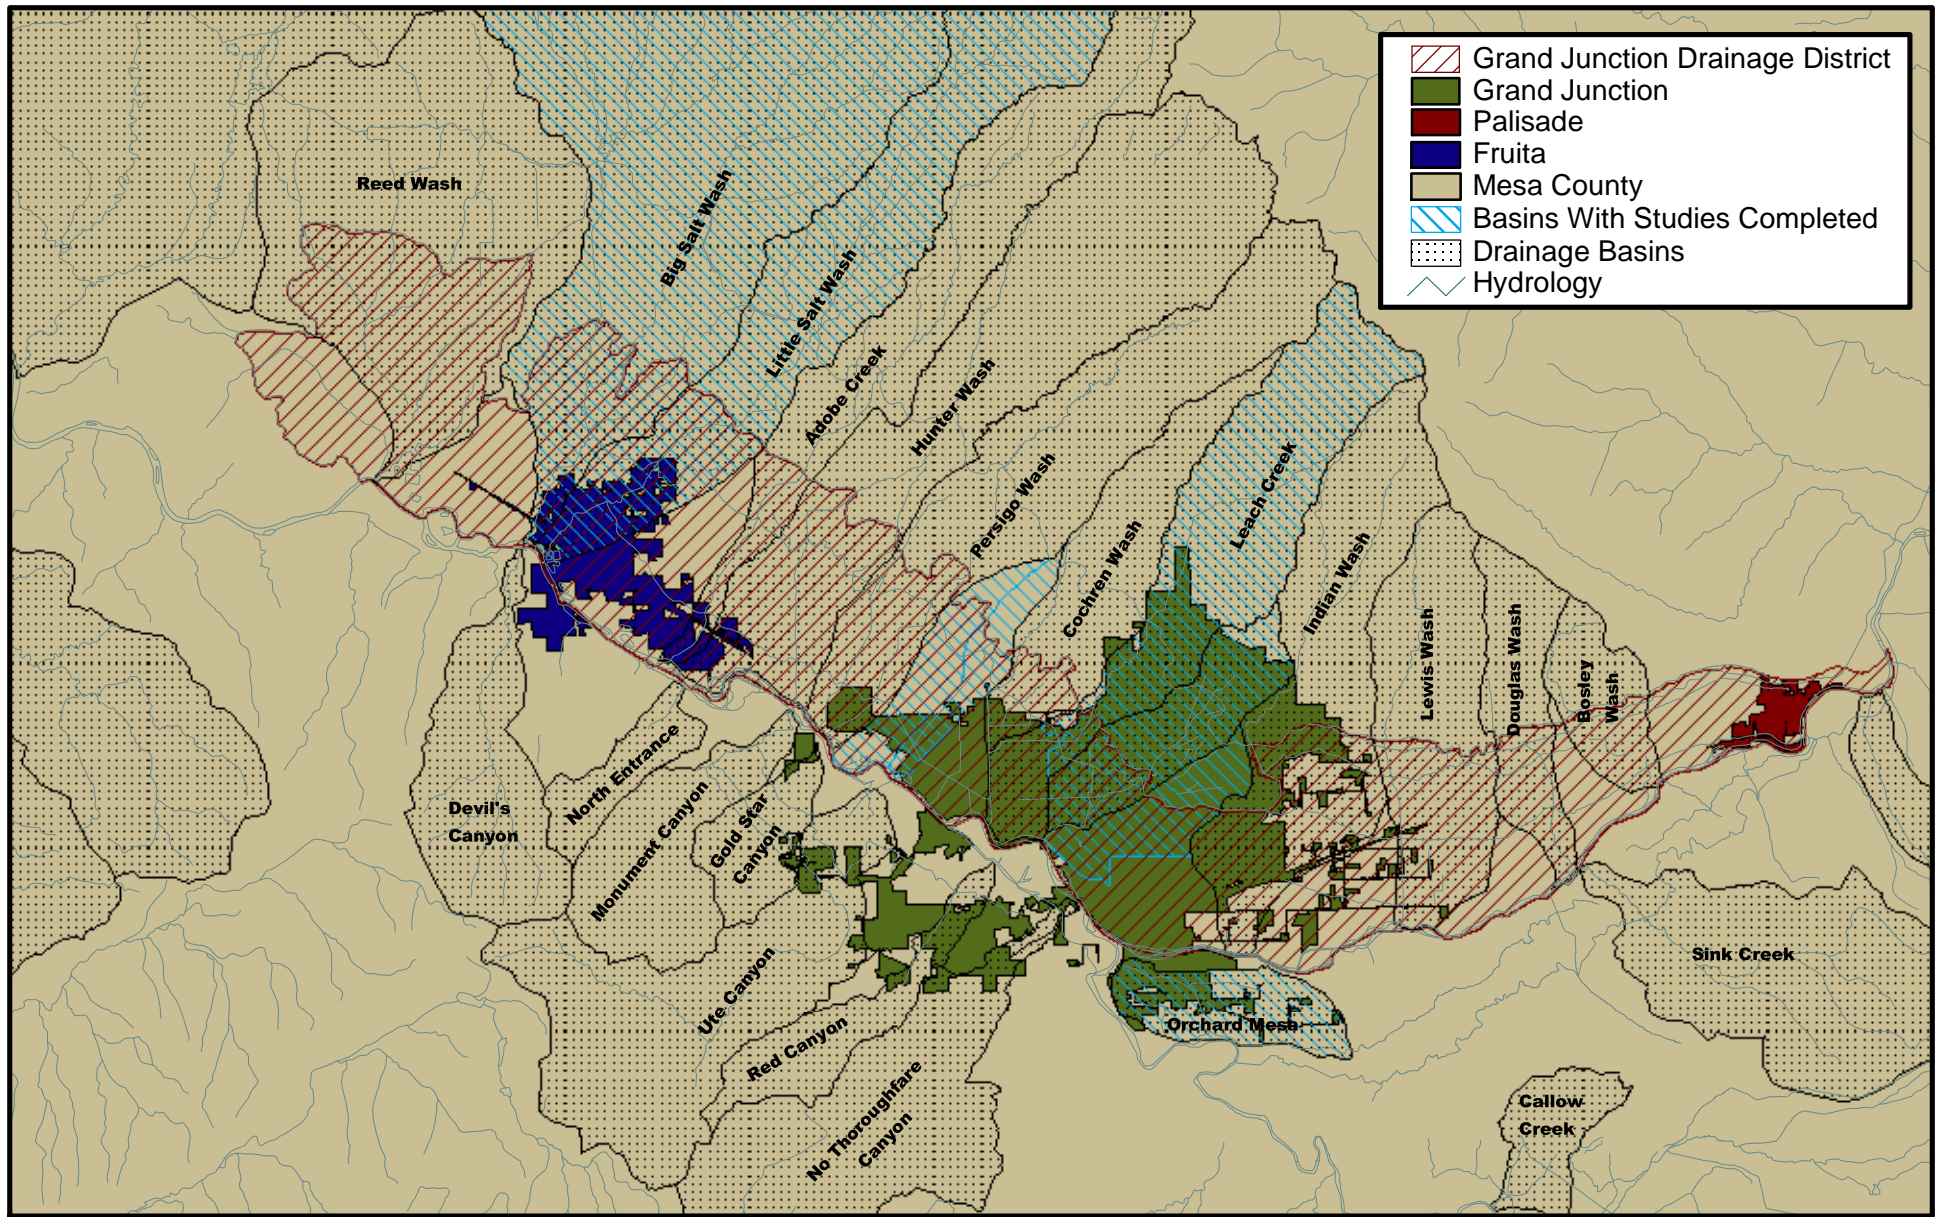 Grand Junction Drainage District
Grand Junction
Palisade
Fruita
Mesa County
Basins With Studies Completed
Drainage Basins
Hydrology
Reed Wash
Big Salt Wash
Little Salt Wash
Adobe Creek
Hunter Wash
Persigo Wash
Cochren Wash
Leach Creek
Indian Wash
Lewis Wash
Douglas Wash
Bosley
Wash
North Entrance
Devil's
Canyon
Monument Canyon
Gold Star
Canyon
Ute Canyon
Red Canyon
No Thoroughfare
Canyon
Orchard Mesa
Sink Creek
Callow
Creek